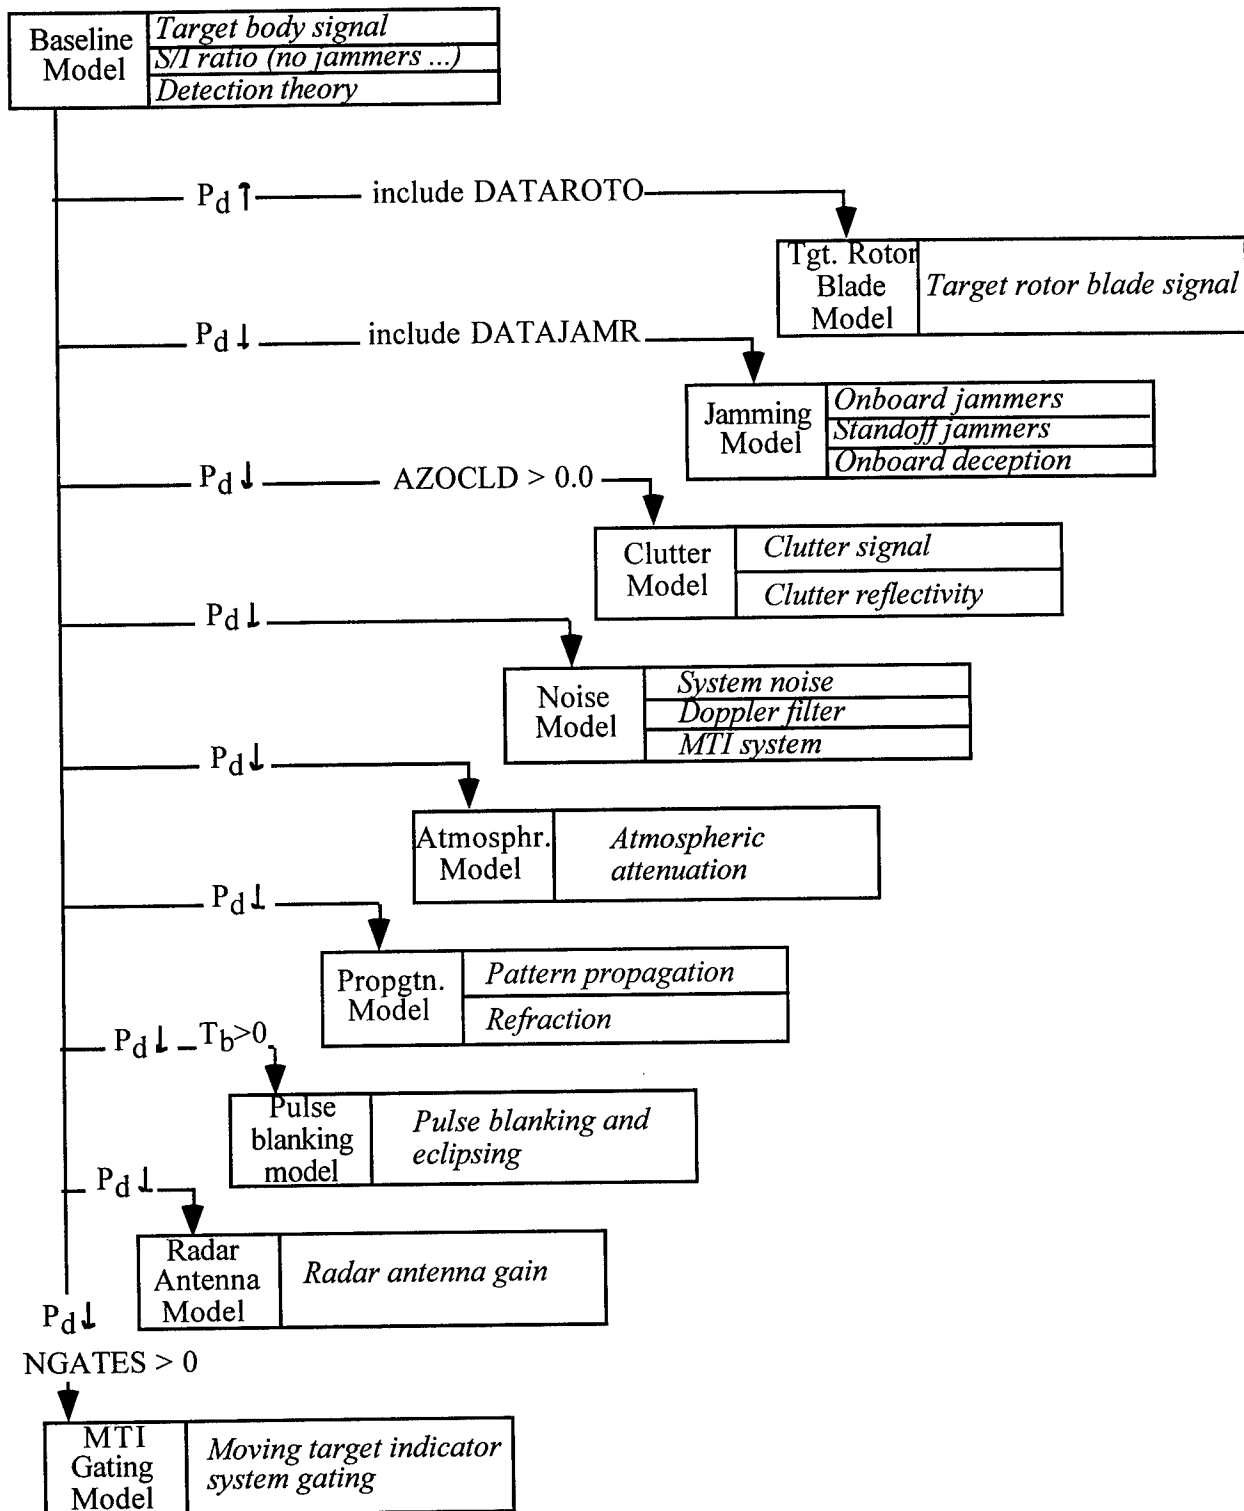 Baseline
Model
Target body signal
S/I ratio (no jammers ...)
Detection theory
Pd↑ include DATAROTO
Tgt. Rotor
Blade
Model
Target rotor blade signal
Pd↓ include DATAJAMR
Jamming
Model
Onboard jammers
Standoff jammers
Onboard deception
Pd↓ AZOCLD > 0.0
Clutter
Model
Clutter signal
Clutter reflectivity
Pd↓
Noise
Model
System noise
Doppler filter
MTI system
Pd↓
Atmosphr.
Model
Atmospheric
attenuation
Pd↓
Propgtn.
Model
Pattern propagation
Refraction
Pd↓ Tb>0
Pulse
blanking
model
Pulse blanking and
eclipsing
Pd↓
Radar
Antenna
Model
Radar antenna gain
Pd↓
NGATES > 0
MTI
Gating
Model
Moving target indicator
system gating